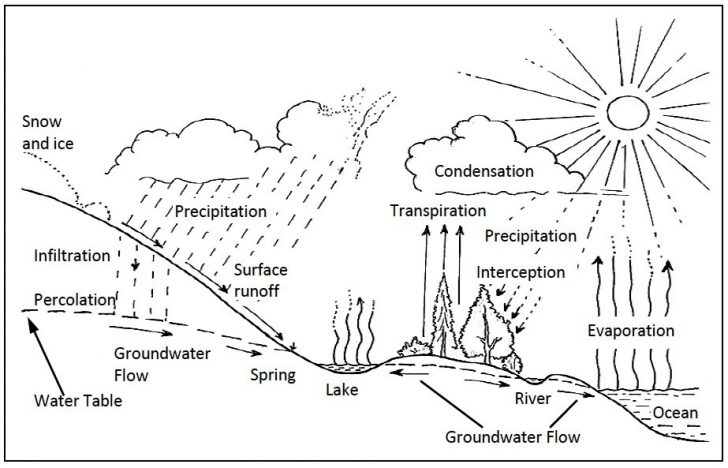 Snow
and ice
Condensation
Precipitation
Transpiration
Precipitation
Infiltration
Surface
runoff
Interception
Percolation
Evaporation
Groundwater
Flow
Spring
Lake
River
Water Table
Ocean
Groundwater Flow